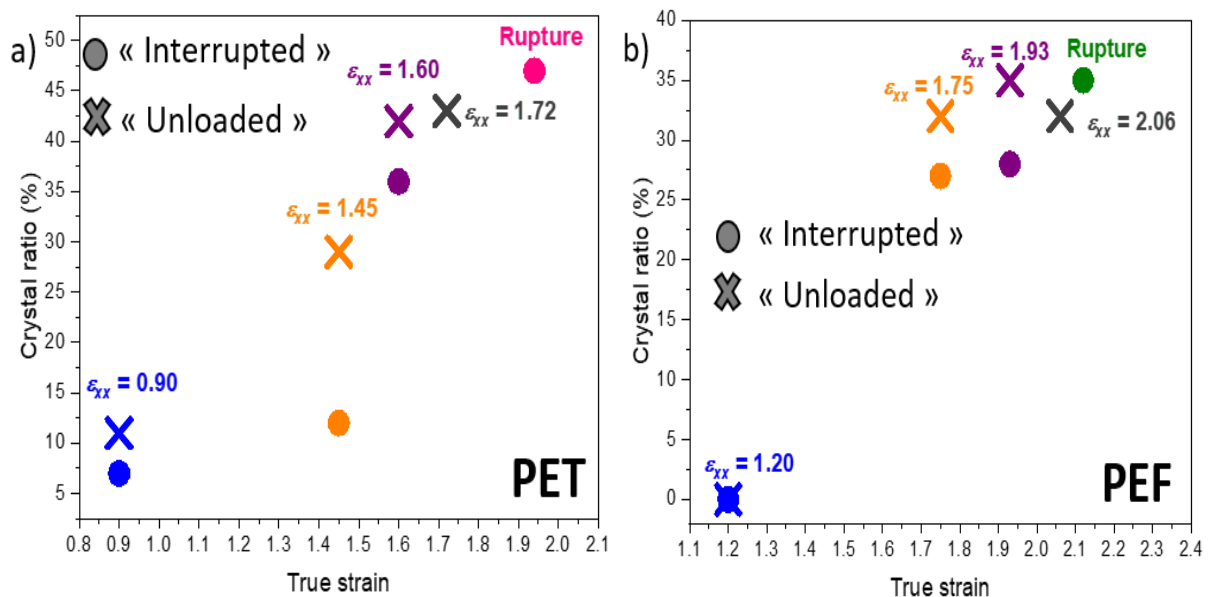 a)
« Interrupted »
« Unloaded »
Rupture
εxx = 1.60
εxx = 1.72
εxx = 1.45
εxx = 0.90
PET
Crystal ratio (%)
50
45
40
35
30
25
20
15
10
5
0.8 0.9 1.0 1.1 1.2 1.3 1.4 1.5 1.6 1.7 1.8 1.9 2.0 2.1
True strain
b)
εxx = 1.93
Rupture
εxx = 1.75
εxx = 2.06
« Interrupted »
« Unloaded »
εxx = 1.20
PEF
Crystal ratio (%)
40
35
30
25
20
15
10
5
0
1.1 1.2 1.3 1.4 1.5 1.6 1.7 1.8 1.9 2.0 2.1 2.2 2.3 2.4
True strain